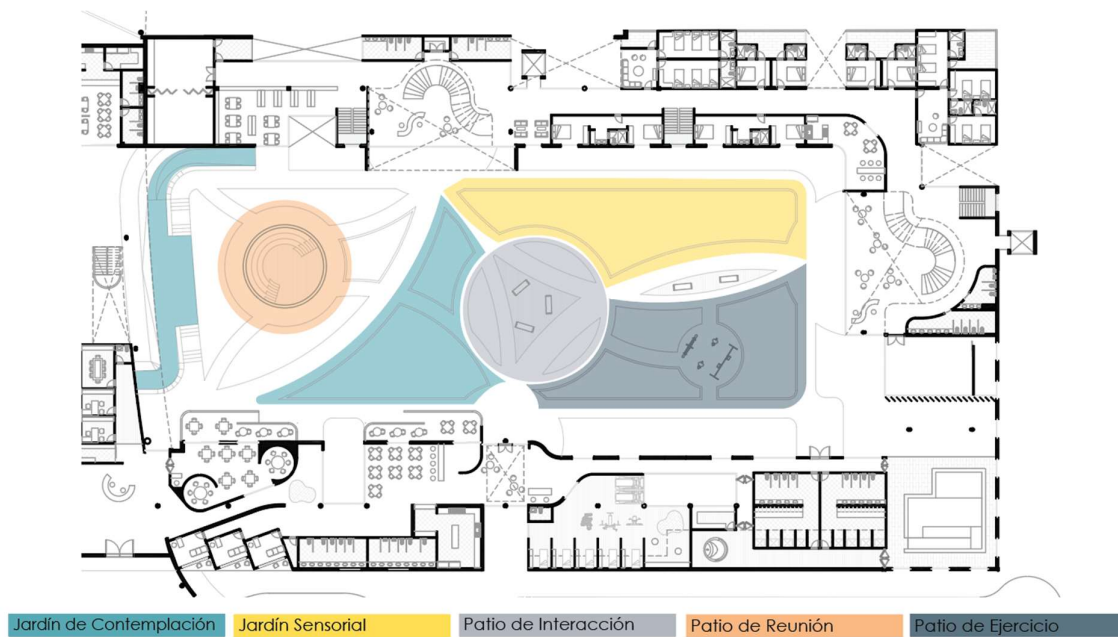 Jardín de Contemplación
Jardín Sensorial
Patio de Interacción
Patio de Reunión
Patio de Ejercicio